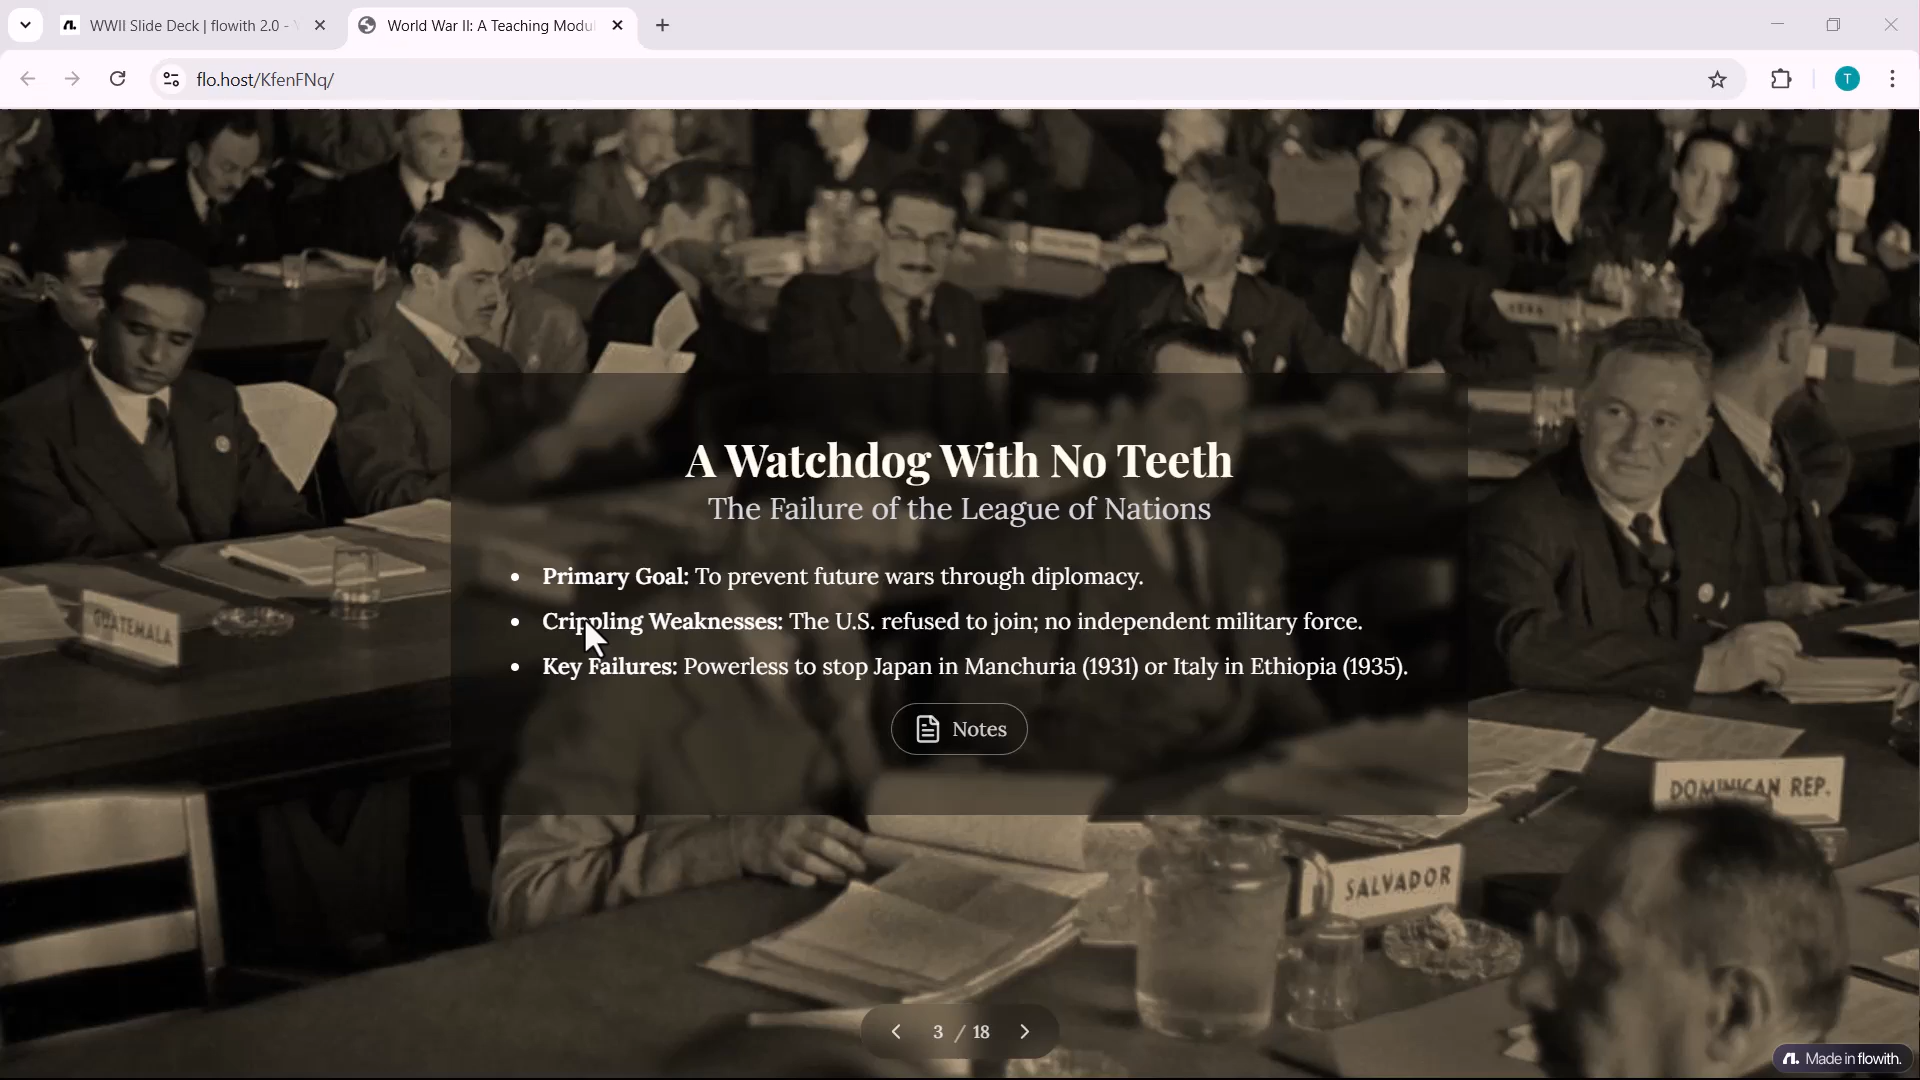 WWII Slide Deck | flowith 2.0 -
World War II: A Teaching Modu
flo.host/KfenFNq/
T
A Watchdog With No Teeth
The Failure of the League of Nations
• Primary Goal: To prevent future wars through diplomacy.
• Crippling Weaknesses: The U.S. refused to join; no independent military force.
• Key Failures: Powerless to stop Japan in Manchuria (1931) or Italy in Ethiopia (1935).
Notes
GUATEMALA
DOMINICAN REP.
SALVADOR
3 / 18
Made in flowith.